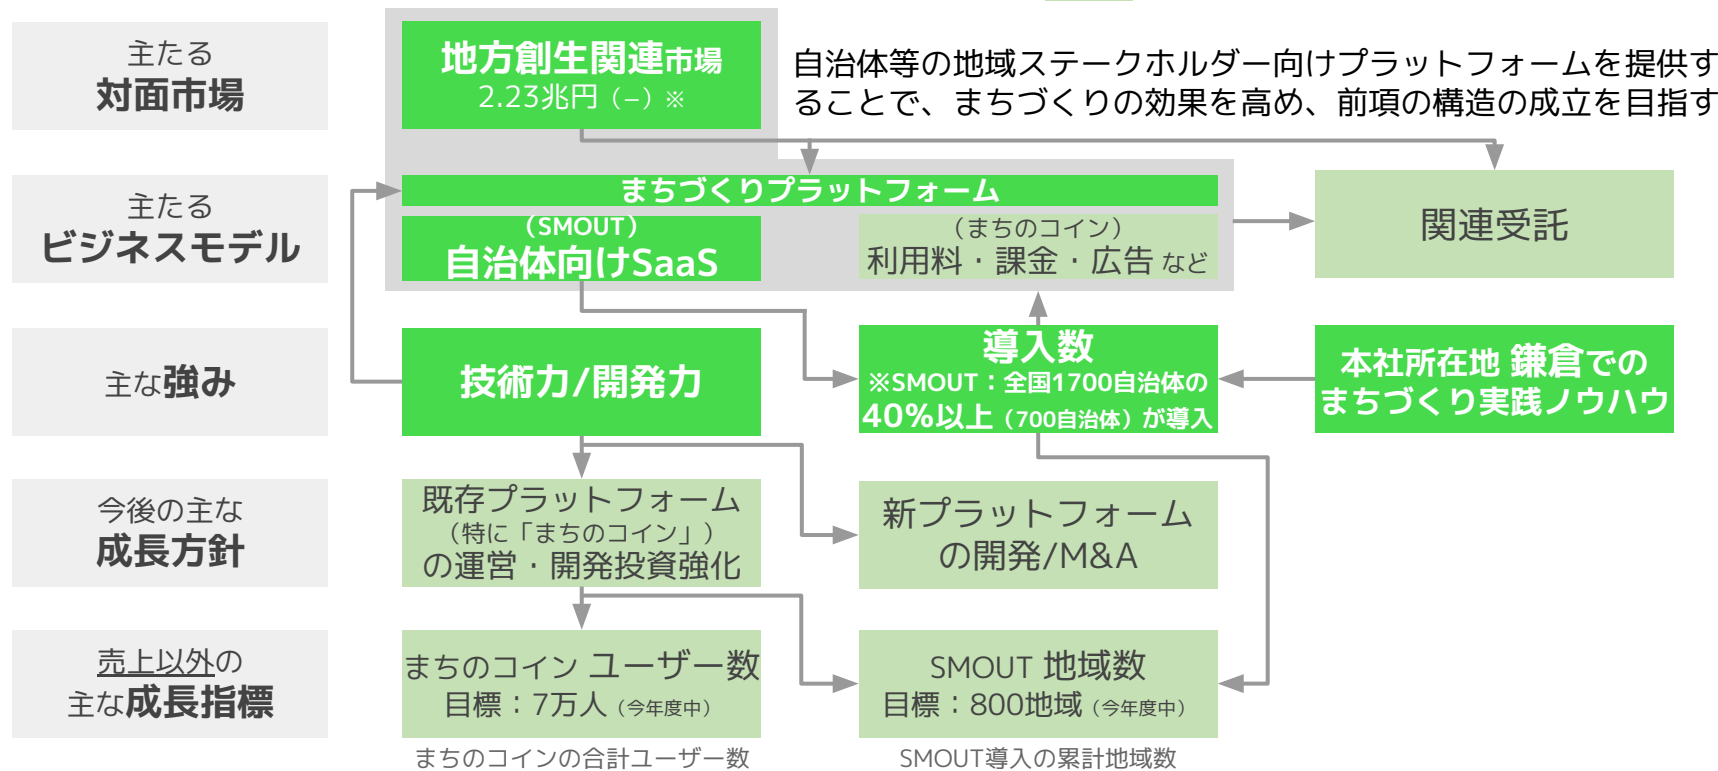 主たる
対面市場
地方創生関連市場
2.23兆円（–）※
自治体等の地域ステークホルダー向けプラットフォームを提供す
ることで、まちづくりの効果を高め、前項の構造の成立を目指す
主たる
ビジネスモデル
まちづくりプラットフォーム
（SMOUT）
自治体向けSaaS
（まちのコイン）
利用料・課金・広告 など
関連受託
主な強み
技術力/開発力
導入数
※SMOUT：全国1700自治体の
40%以上（700自治体）が導入
本社所在地 鎌倉での
まちづくり実践ノウハウ
今後の主な
成長方針
既存プラットフォーム
（特に「まちのコイン」）
の運営・開発投資強化
新プラットフォーム
の開発/M&A
売上以外の
主な成長指標
まちのコイン ユーザー数
目標：7万人（今年度中）
まちのコインの合計ユーザー数
SMOUT 地域数
目標：800地域（今年度中）
SMOUT導入の累計地域数